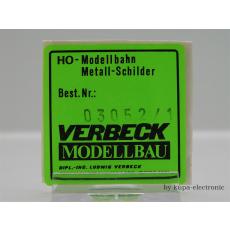 HO-Modellbahn
Metall-Schilder
Best.Nr.:
03052/1
VERBECK
MODELLBAU
DIPL.-ING. LUDWIG VERBECK
by kupa-electronic